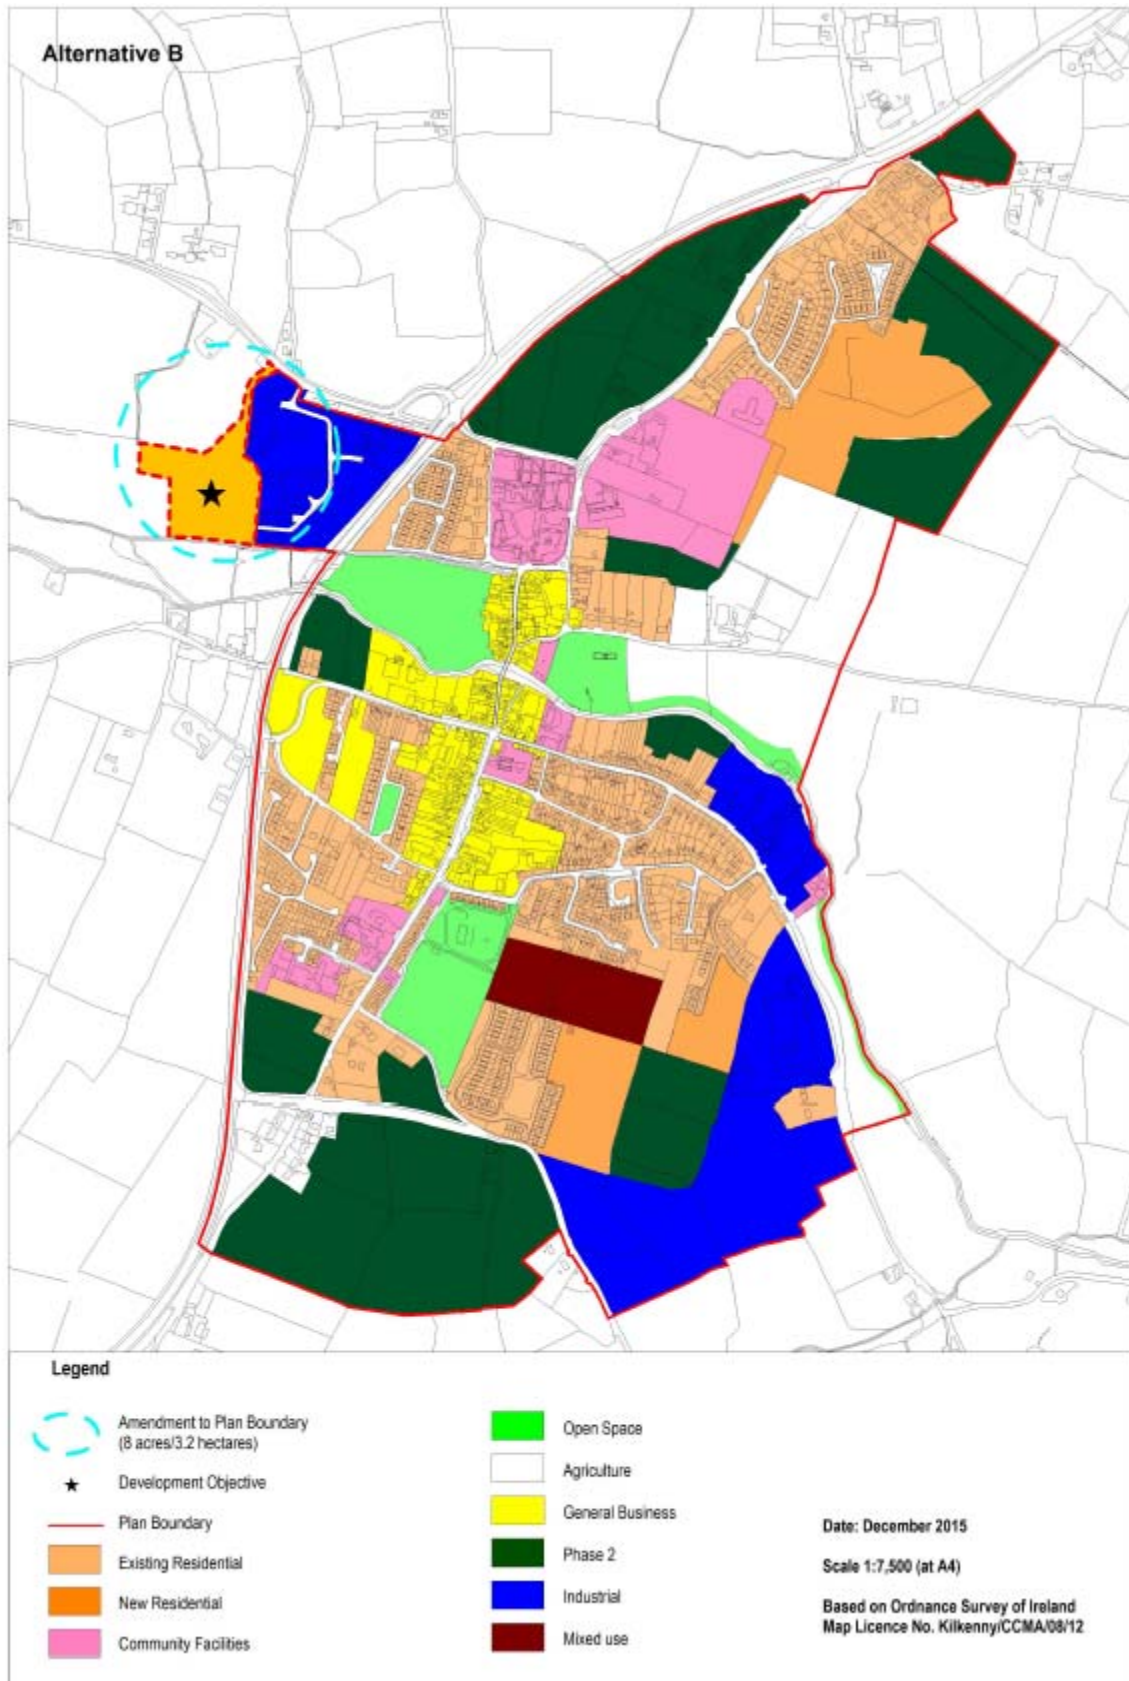 Alternative B
Legend
Amendment to Plan Boundary
(8 acres/3.2 hectares)
Development Objective
Plan Boundary
Existing Residential
New Residential
Community Facilities
Open Space
Agriculture
General Business
Phase 2
Industrial
Mixed use
Date: December 2015
Scale 1:7,500 (at A4)
Based on Ordnance Survey of Ireland
Map Licence No. Kilkenny/CCMA/08/12